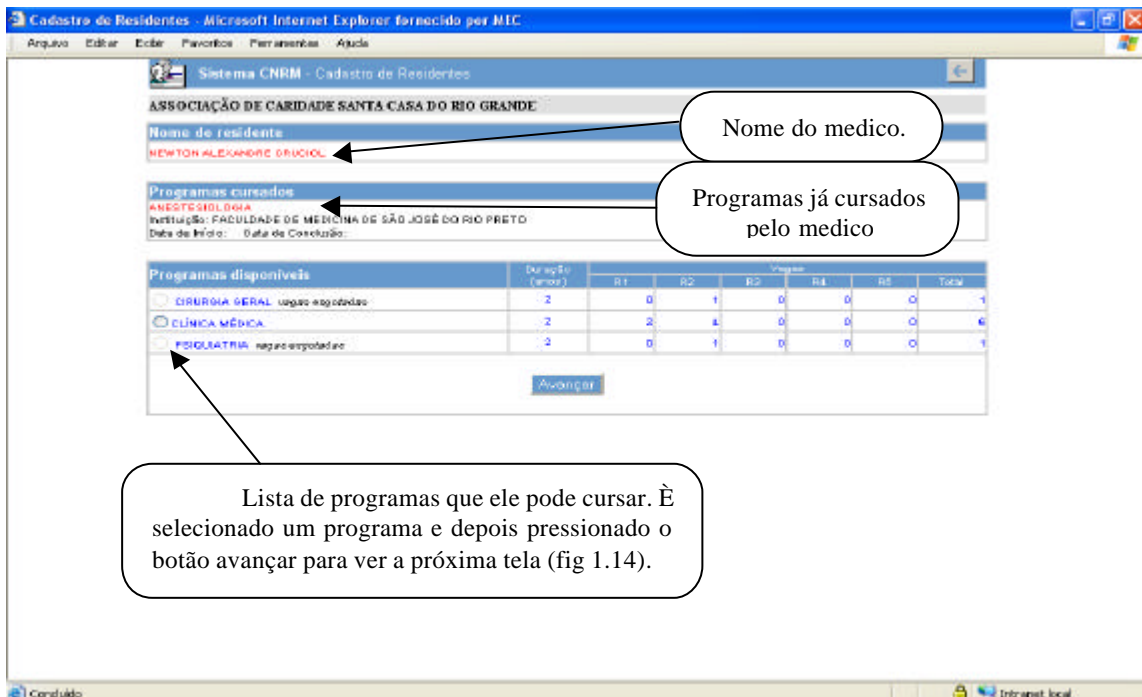 Cadastro de Residentes - Microsoft Internet Explorer fornecido por MEC
Arquivo Editar Exibir Favoritos Ferramentas Ajuda
Sistema CNRM - Cadastro de Residentes
ASSOCIAÇÃO DE CARIDADE SANTA CASA DO RIO GRANDE
Nome do residente
NEWTON ALEXANDRE CRUCIOL
Nome do medico.
Programas cursados
ANESTESIOLOGIA
Instituição: FACULDADE DE MEDICINA DE SÃO JOSÉ DO RIO PRETO
Data de Início: Data de Conclusão:
Programas já cursados
pelo medico
Programas disponíveis Duração (anos) Vagas
R1 R2 R3 R4 R5 Total
CIRURGIA GERAL vagas esgotadas 2 0 1 0 0 0 1
CLÍNICA MÉDICA 2 2 4 0 0 0 6
PSIQUIATRIA vagas esgotadas 2 0 1 0 0 0 1
Avançar
Lista de programas que ele pode cursar. È
selecionado um programa e depois pressionado o
botão avançar para ver a próxima tela (fig 1.14).
Concluído
Intranet local